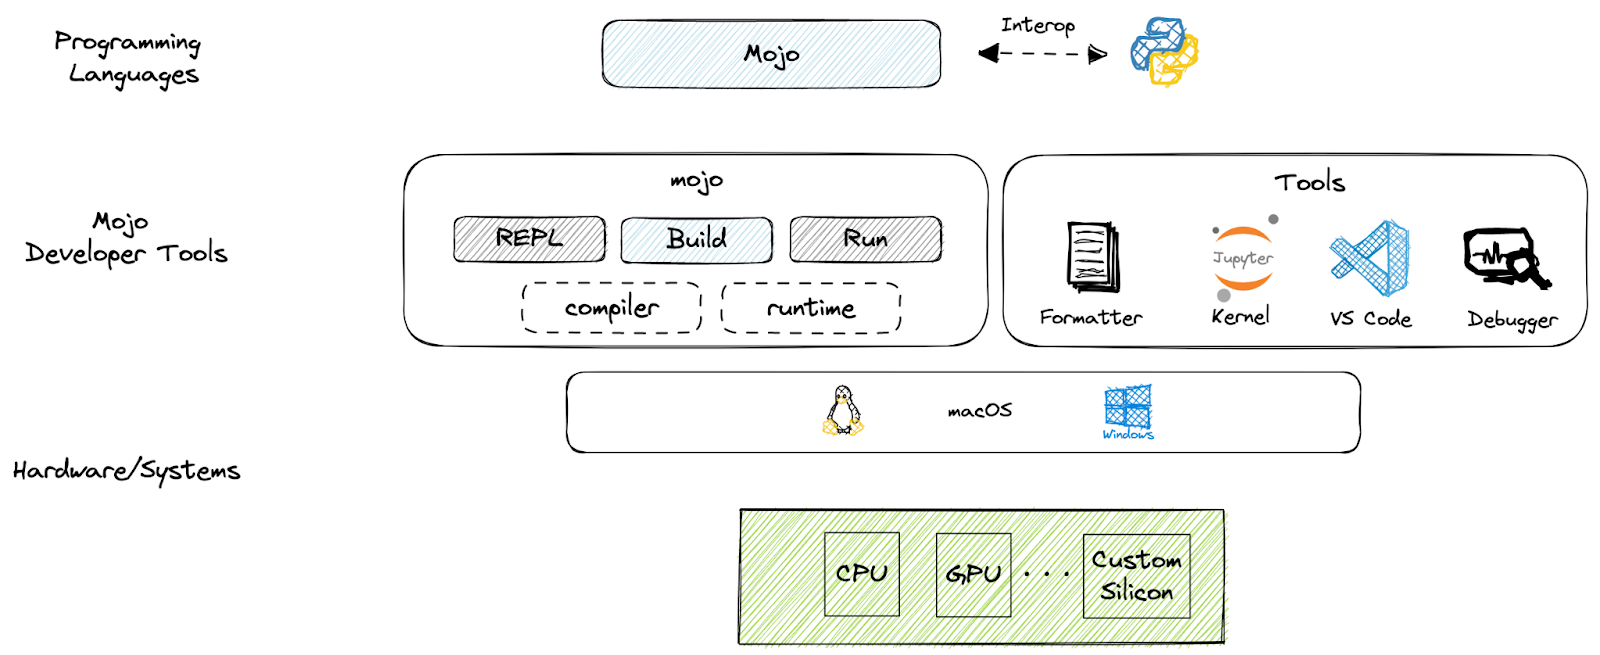 Programming
Languages
Mojo
Interop
Mojo
Developer Tools
mojo
REPL
Build
Run
compiler
runtime
Tools
Formatter
Jupyter
Kernel
VS Code
Debugger
Hardware/Systems
macOS
Windows
CPU
GPU
...
Custom
Silicon